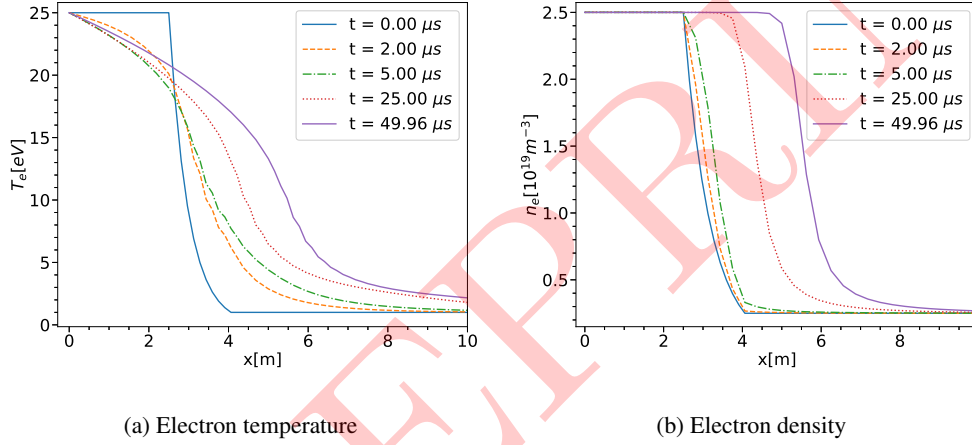 25
20
15
10
5
0
T_e[eV]
0 2 4 6 8 10
x[m]
t = 0.00 μs
t = 2.00 μs
t = 5.00 μs
t = 25.00 μs
t = 49.96 μs
(a) Electron temperature
2.5
2.0
1.5
1.0
0.5
n_e[10^19m^−3]
0 2 4 6 8
x[m]
t = 0.00 μs
t = 2.00 μs
t = 5.00 μs
t = 25.00 μs
t = 49.96 μs
(b) Electron density
EPRI